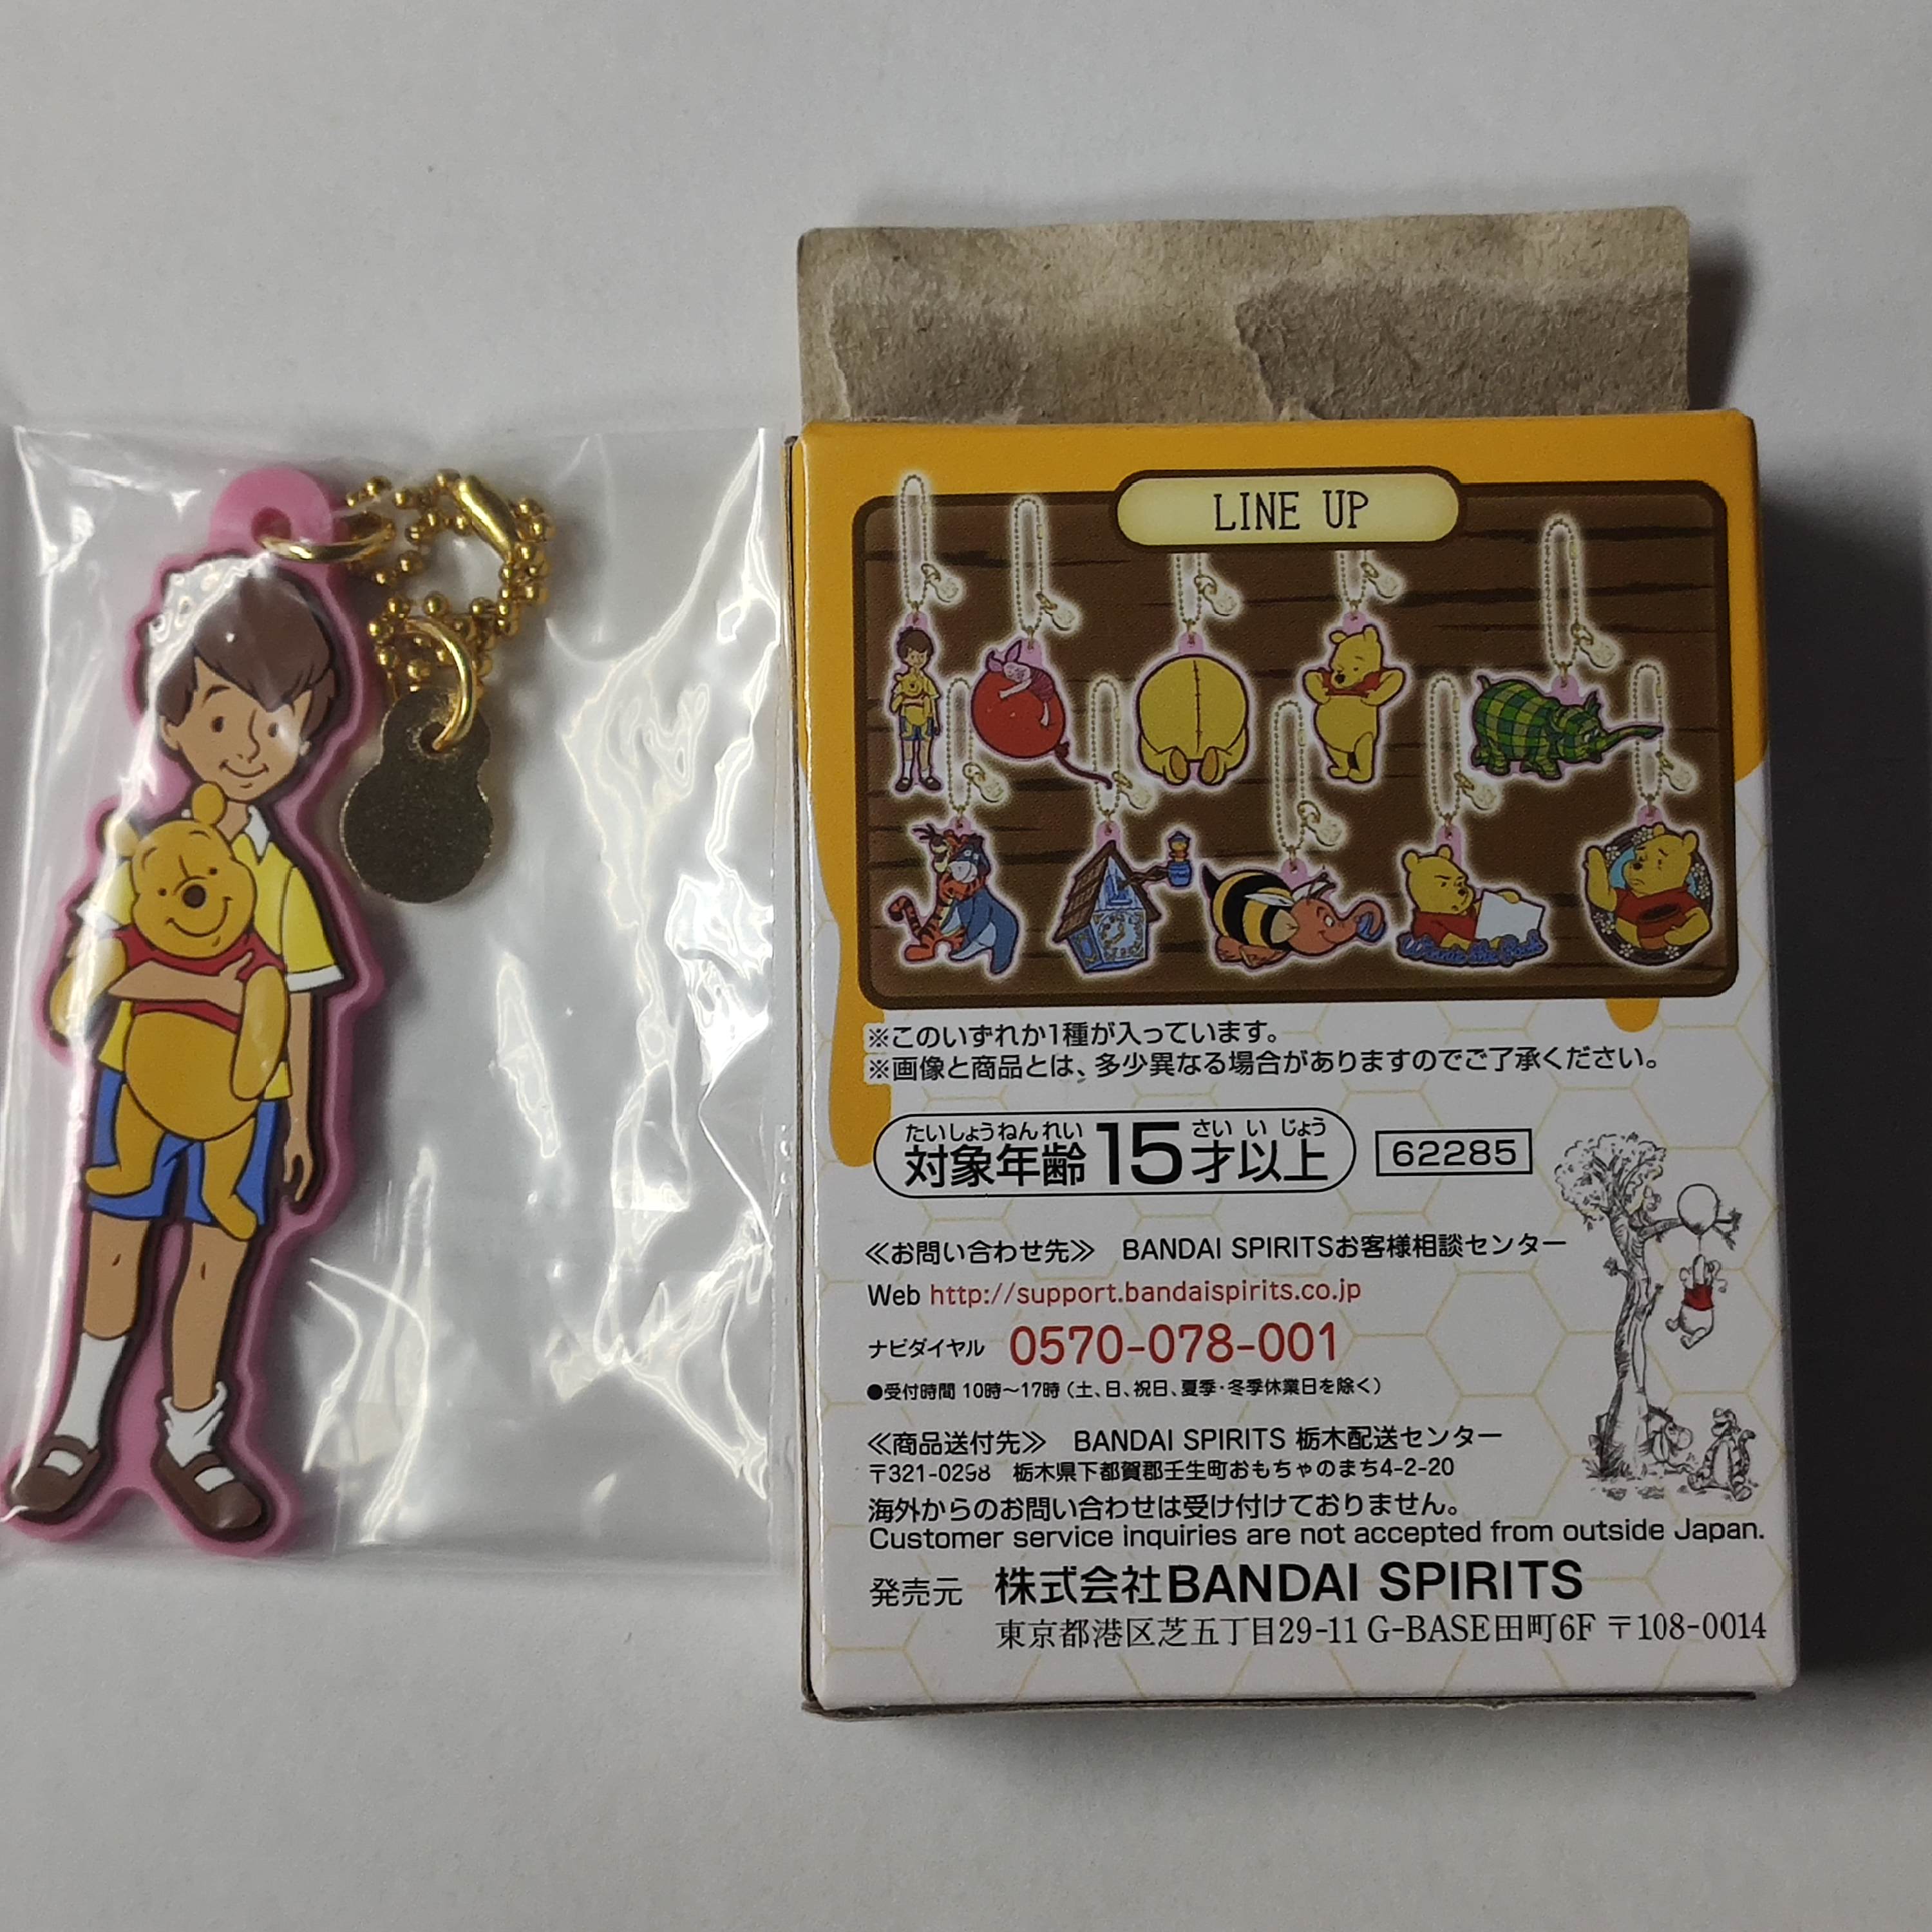 LINE UP
Winnie the Pooh
※このいずれか1種が入っています。
※画像と商品とは、多少異なる場合がありますのでご了承ください。
たいしょうねんれい さいいじょう
対象年齢15才以上 62285
≪お問い合わせ先≫ BANDAI SPIRITSお客様相談センター
Web http://support.bandaispirits.co.jp
ナビダイヤル 0570-078-001
●受付時間 10時～17時（土、日、祝日、夏季・冬季休業日を除く）
≪商品送付先≫ BANDAI SPIRITS 栃木配送センター
〒321-0298 栃木県下都賀郡壬生町おもちゃのまち4-2-20
海外からのお問い合わせは受け付けておりません。
Customer service inquiries are not accepted from outside Japan.
発売元 株式会社BANDAI SPIRITS
東京都港区芝五丁目29-11 G-BASE田町6F 〒108-0014